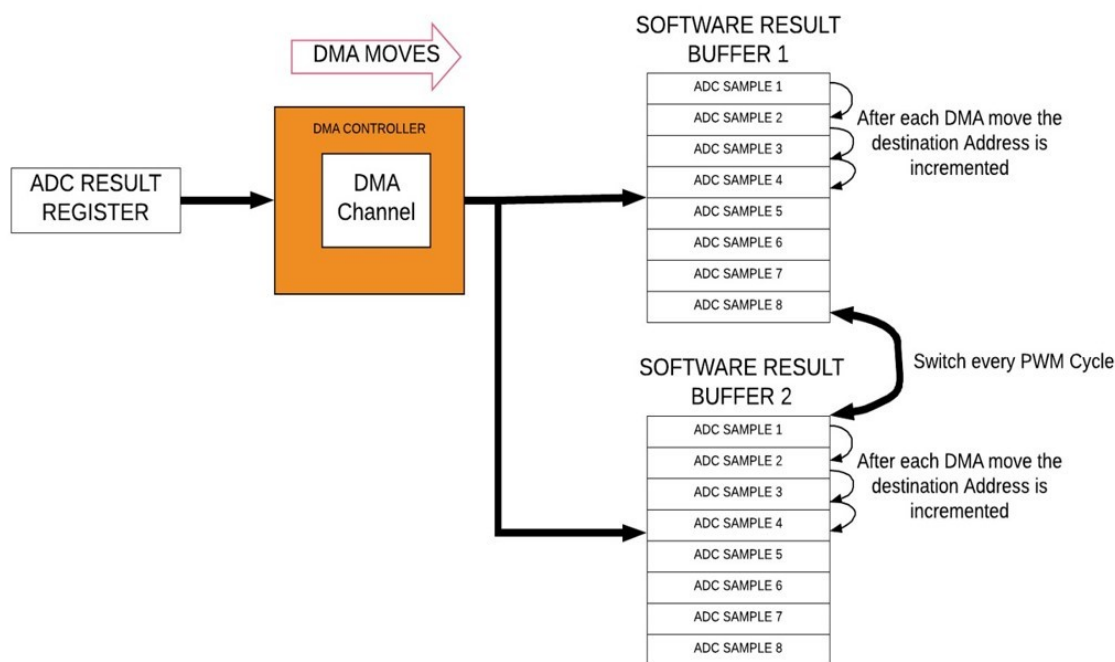 DMA MOVES
DMA CONTROLLER
DMA
Channel
ADC RESULT
REGISTER
SOFTWARE RESULT
BUFFER 1
ADC SAMPLE 1
ADC SAMPLE 2
ADC SAMPLE 3
ADC SAMPLE 4
ADC SAMPLE 5
ADC SAMPLE 6
ADC SAMPLE 7
ADC SAMPLE 8
After each DMA move the
destination Address is
incremented
Switch every PWM Cycle
SOFTWARE RESULT
BUFFER 2
ADC SAMPLE 1
ADC SAMPLE 2
ADC SAMPLE 3
ADC SAMPLE 4
ADC SAMPLE 5
ADC SAMPLE 6
ADC SAMPLE 7
ADC SAMPLE 8
After each DMA move the
destination Address is
incremented